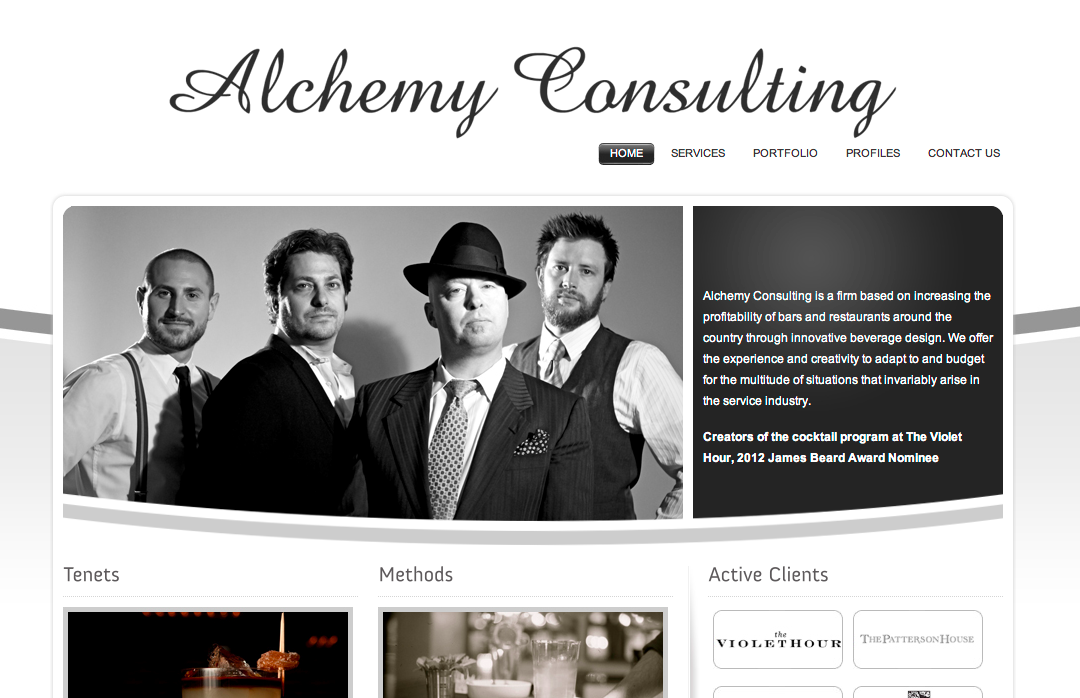 Alchemy Consulting
HOME SERVICES PORTFOLIO PROFILES CONTACT US
Alchemy Consulting is a firm based on increasing the
profitability of bars and restaurants around the
country through innovative beverage design. We offer
the experience and creativity to adapt to and budget
for the multitude of situations that invariably arise in
the service industry.
Creators of the cocktail program at The Violet
Hour, 2012 James Beard Award Nominee
Tenets
Methods
Active Clients
the
VIOLET HOUR
THE PATTERSON HOUSE